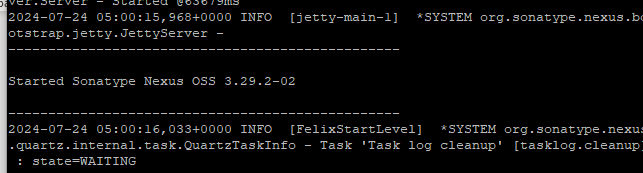 ver.Server - Started @63679ms
2024-07-24 05:00:15,968+0000 INFO  [jetty-main-1]  *SYSTEM org.sonatype.nexus.bo
otstrap.jetty.JettyServer -
-------------------------------------------------
Started Sonatype Nexus OSS 3.29.2-02
-------------------------------------------------
2024-07-24 05:00:16,033+0000 INFO  [FelixStartLevel]  *SYSTEM org.sonatype.nexus
.quartz.internal.task.QuartzTaskInfo - Task 'Task log cleanup' [tasklog.cleanup]
 : state=WAITING